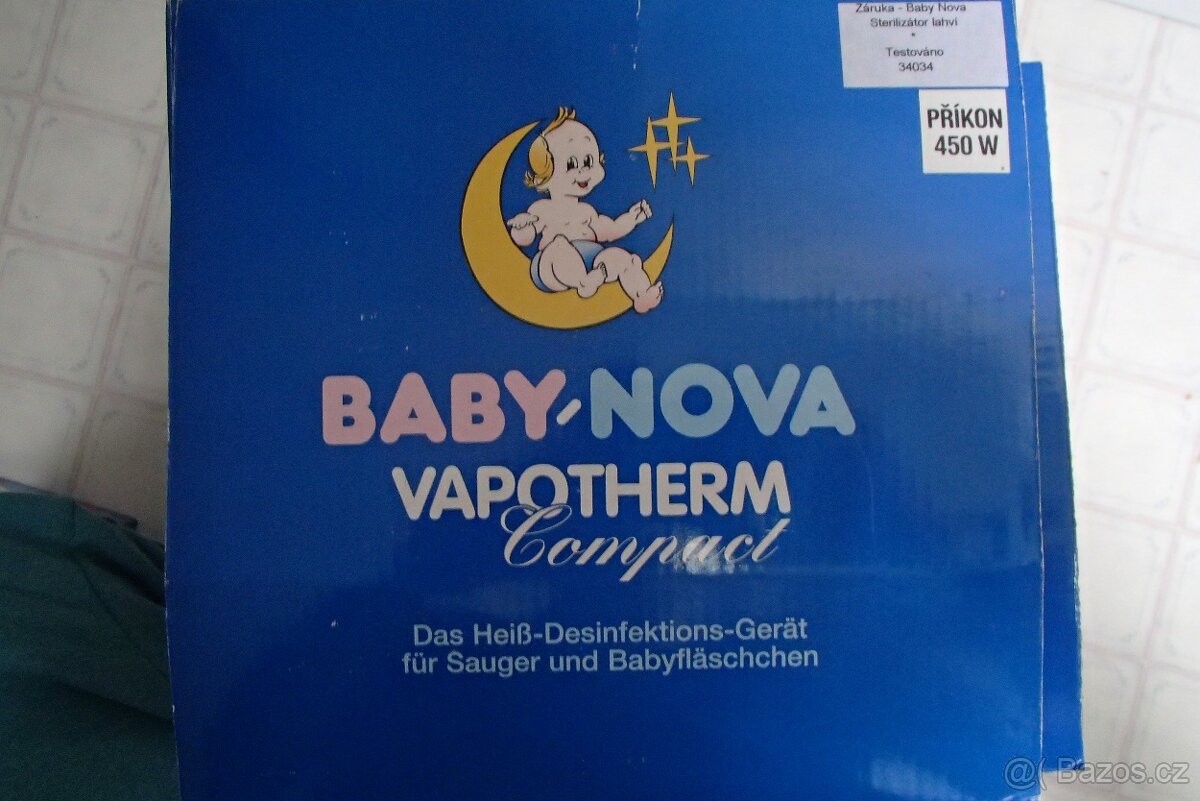 Záruka - Baby Nova
Sterilizátor lahví
*
Testováno
34034
PŘÍKON
450 W
BABY-NOVA
VAPOTHERM
Compact
Das Heiß-Desinfektions-Gerät
für Sauger und Babyfläschchen
@( Bazos.cz